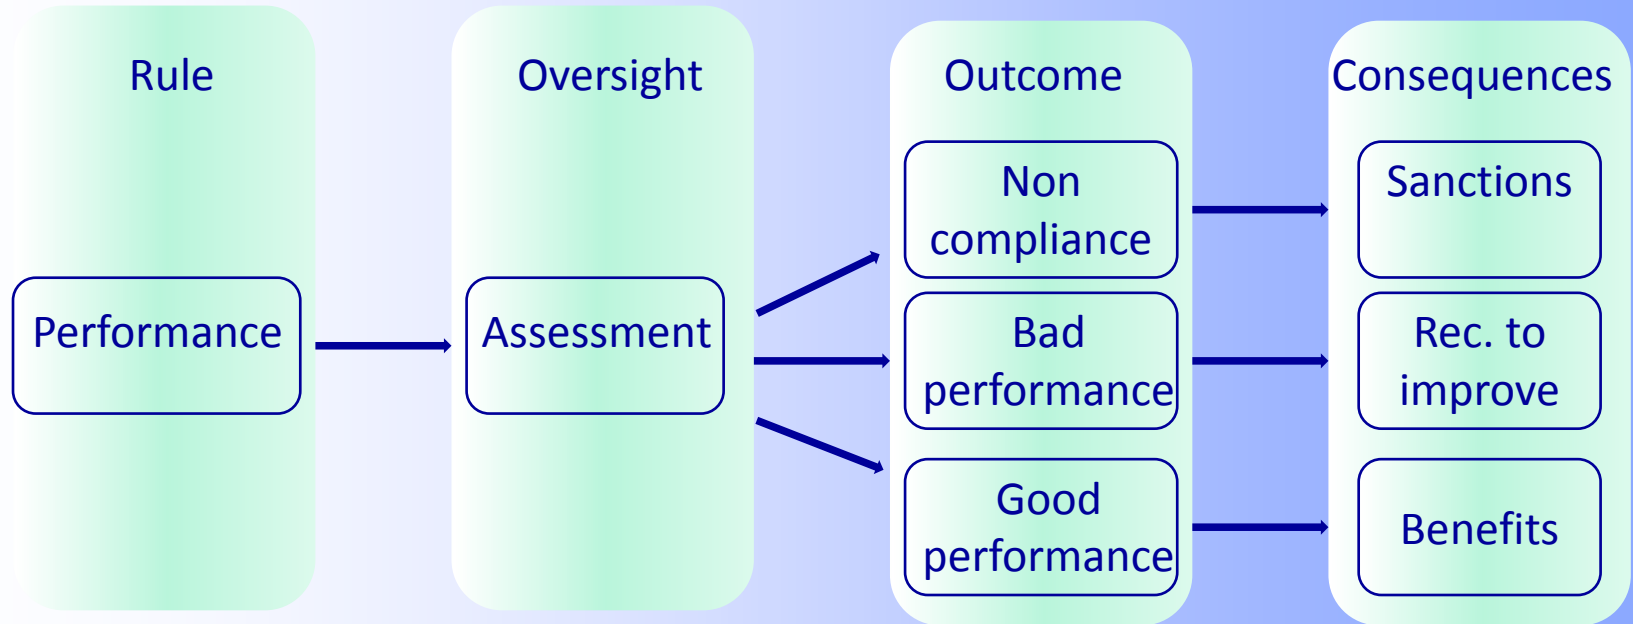 Rule
Performance
Oversight
Assessment
Outcome
Non
compliance
Bad
performance
Good
performance
Consequences
Sanctions
Rec. to
improve
Benefits